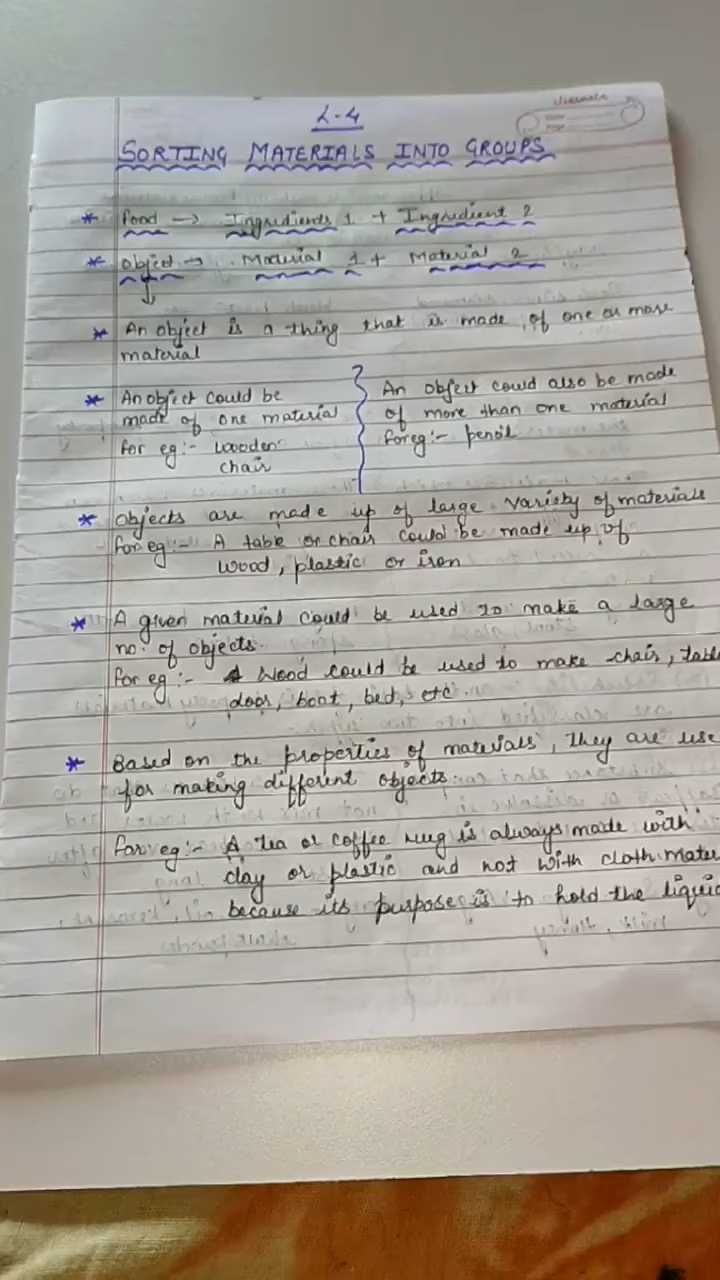 L-4
SORTING MATERIALS INTO GROUPS
* Food → Ingredients 1 + Ingredient 2
* Object → Material 1 + Material 2
* An object is a thing that is made of one or more
material
* An object could be
made of one material
for eg:- wooden
chair
An object could also be made
of more than one material
for eg:- pencil
* Objects are made up of large variety of materials
for eg:- A table or chair could be made up of
wood, plastic or iron
* A given material could be used to make a large
no. of objects.
for eg:- Wood could be used to make chair, table
door, boat, bed, etc.
* Based on the properties of materials, they are use
for making different objects.
for eg:- A tea or coffee mug is always made with
clay or plastic and not with cloth mater
because its purpose is to hold the liquid